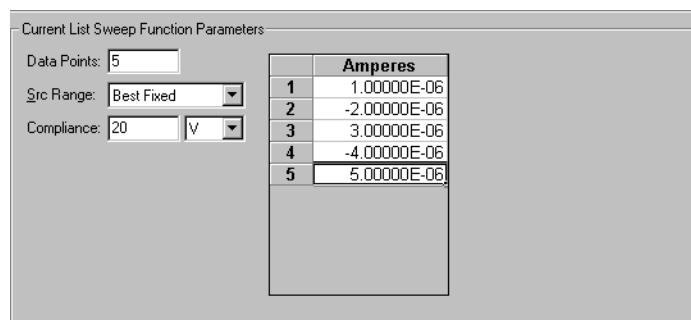 Current List Sweep Function Parameters
Data Points: 5
Src Range: Best Fixed
Compliance: 20 V
Amperes
1 1.00000E-06
2 -2.00000E-06
3 3.00000E-06
4 -4.00000E-06
5 5.00000E-06